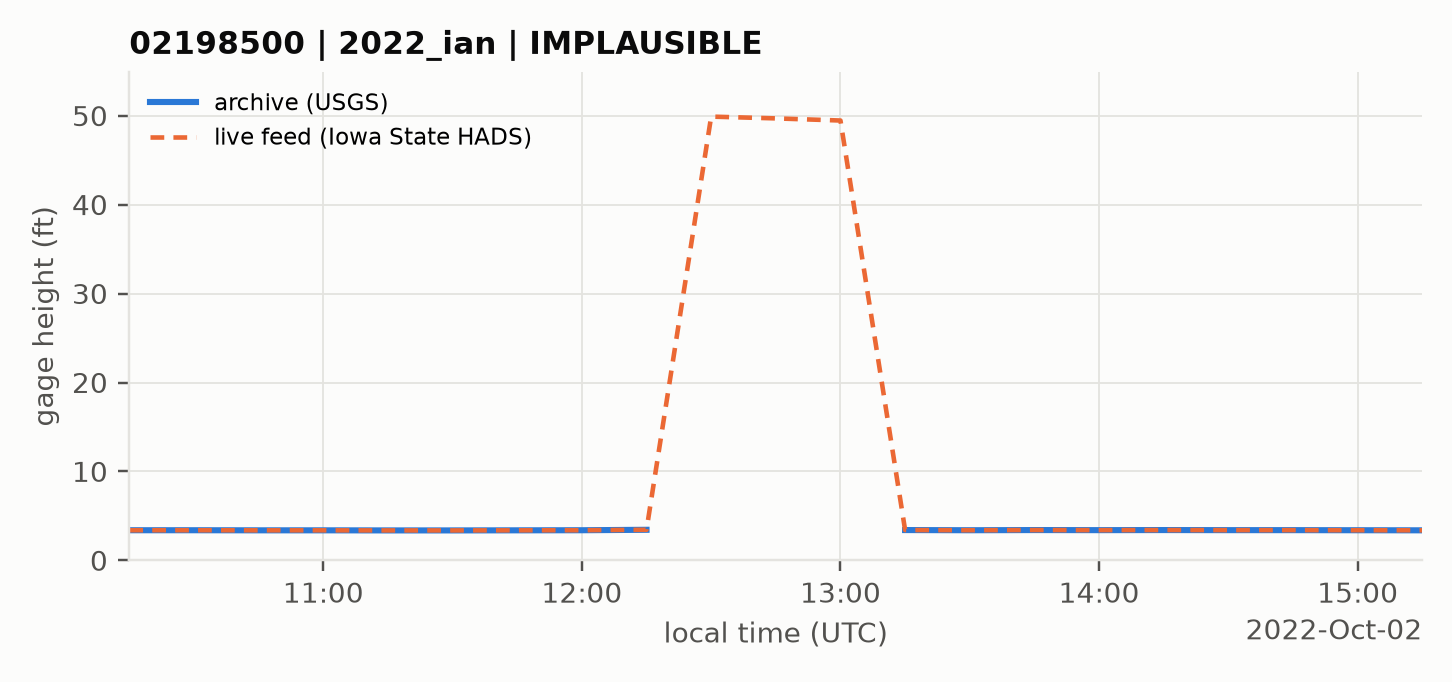 02198500 | 2022_ian | IMPLAUSIBLE
archive (USGS)
live feed (Iowa State HADS)
gage height (ft)
50
40
30
20
10
0
11:00 12:00 13:00 14:00 15:00
local time (UTC)
2022-Oct-02